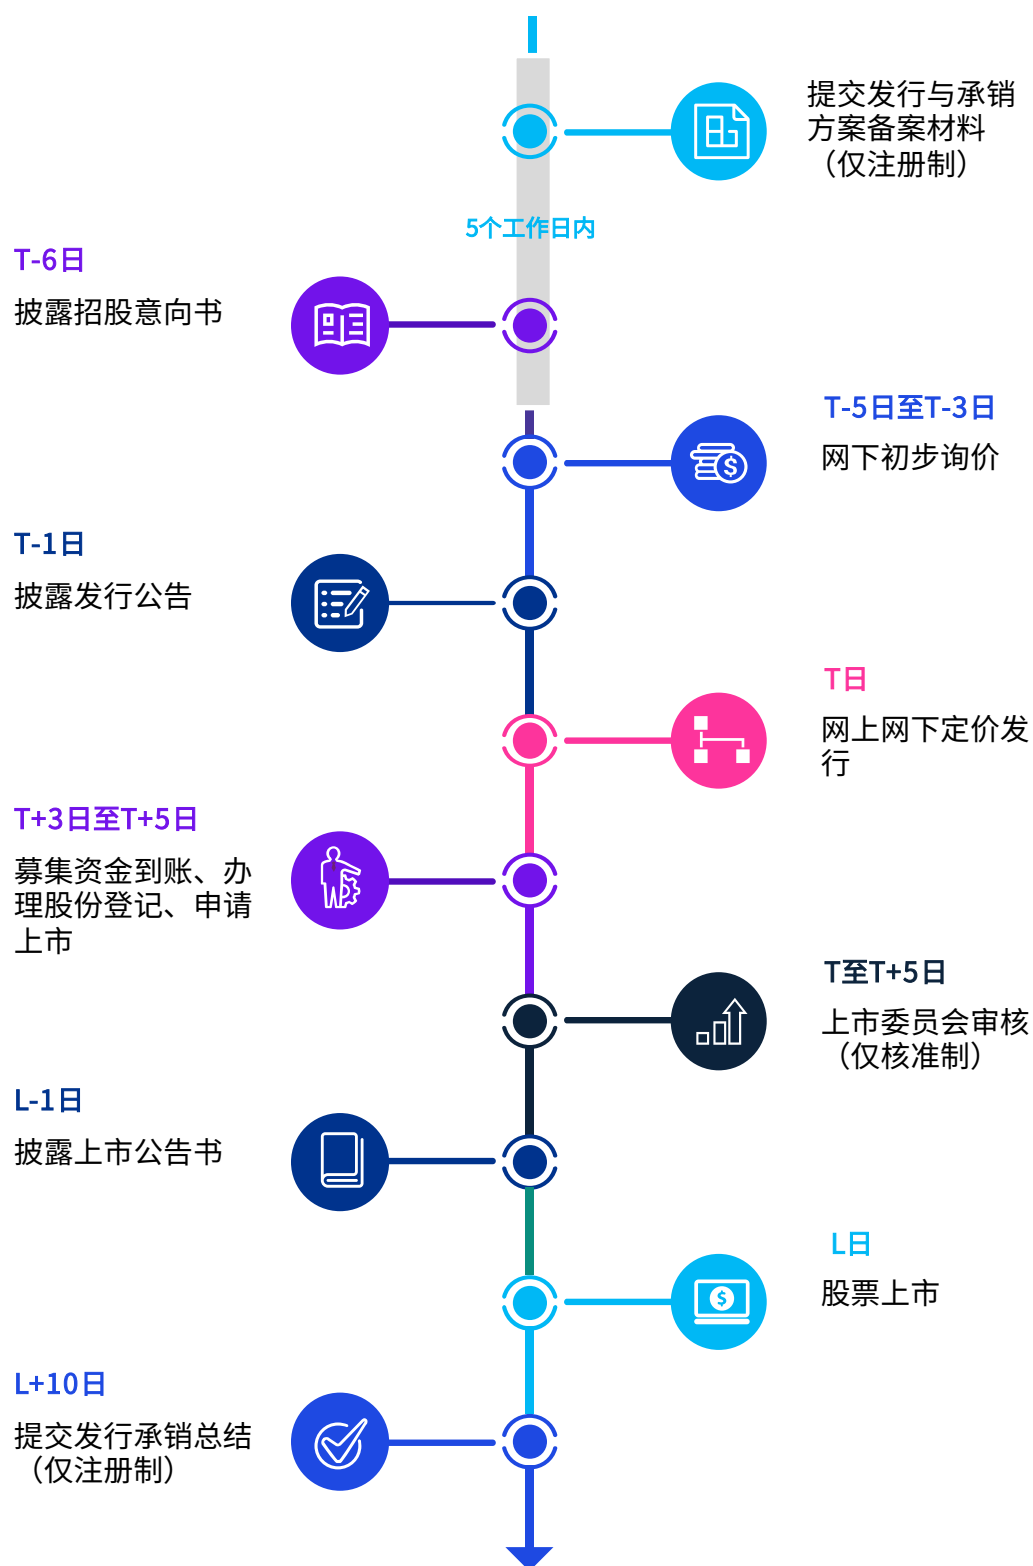 提交发行与承销
方案备案材料
（仅注册制）
5个工作日内
T-6日
披露招股意向书
T-5日至T-3日
网下初步询价
T-1日
披露发行公告
T日
网上网下定价发
行
T+3日至T+5日
募集资金到账、办
理股份登记、申请
上市
T至T+5日
上市委员会审核
（仅核准制）
L-1日
披露上市公告书
L日
股票上市
L+10日
提交发行承销总结
（仅注册制）